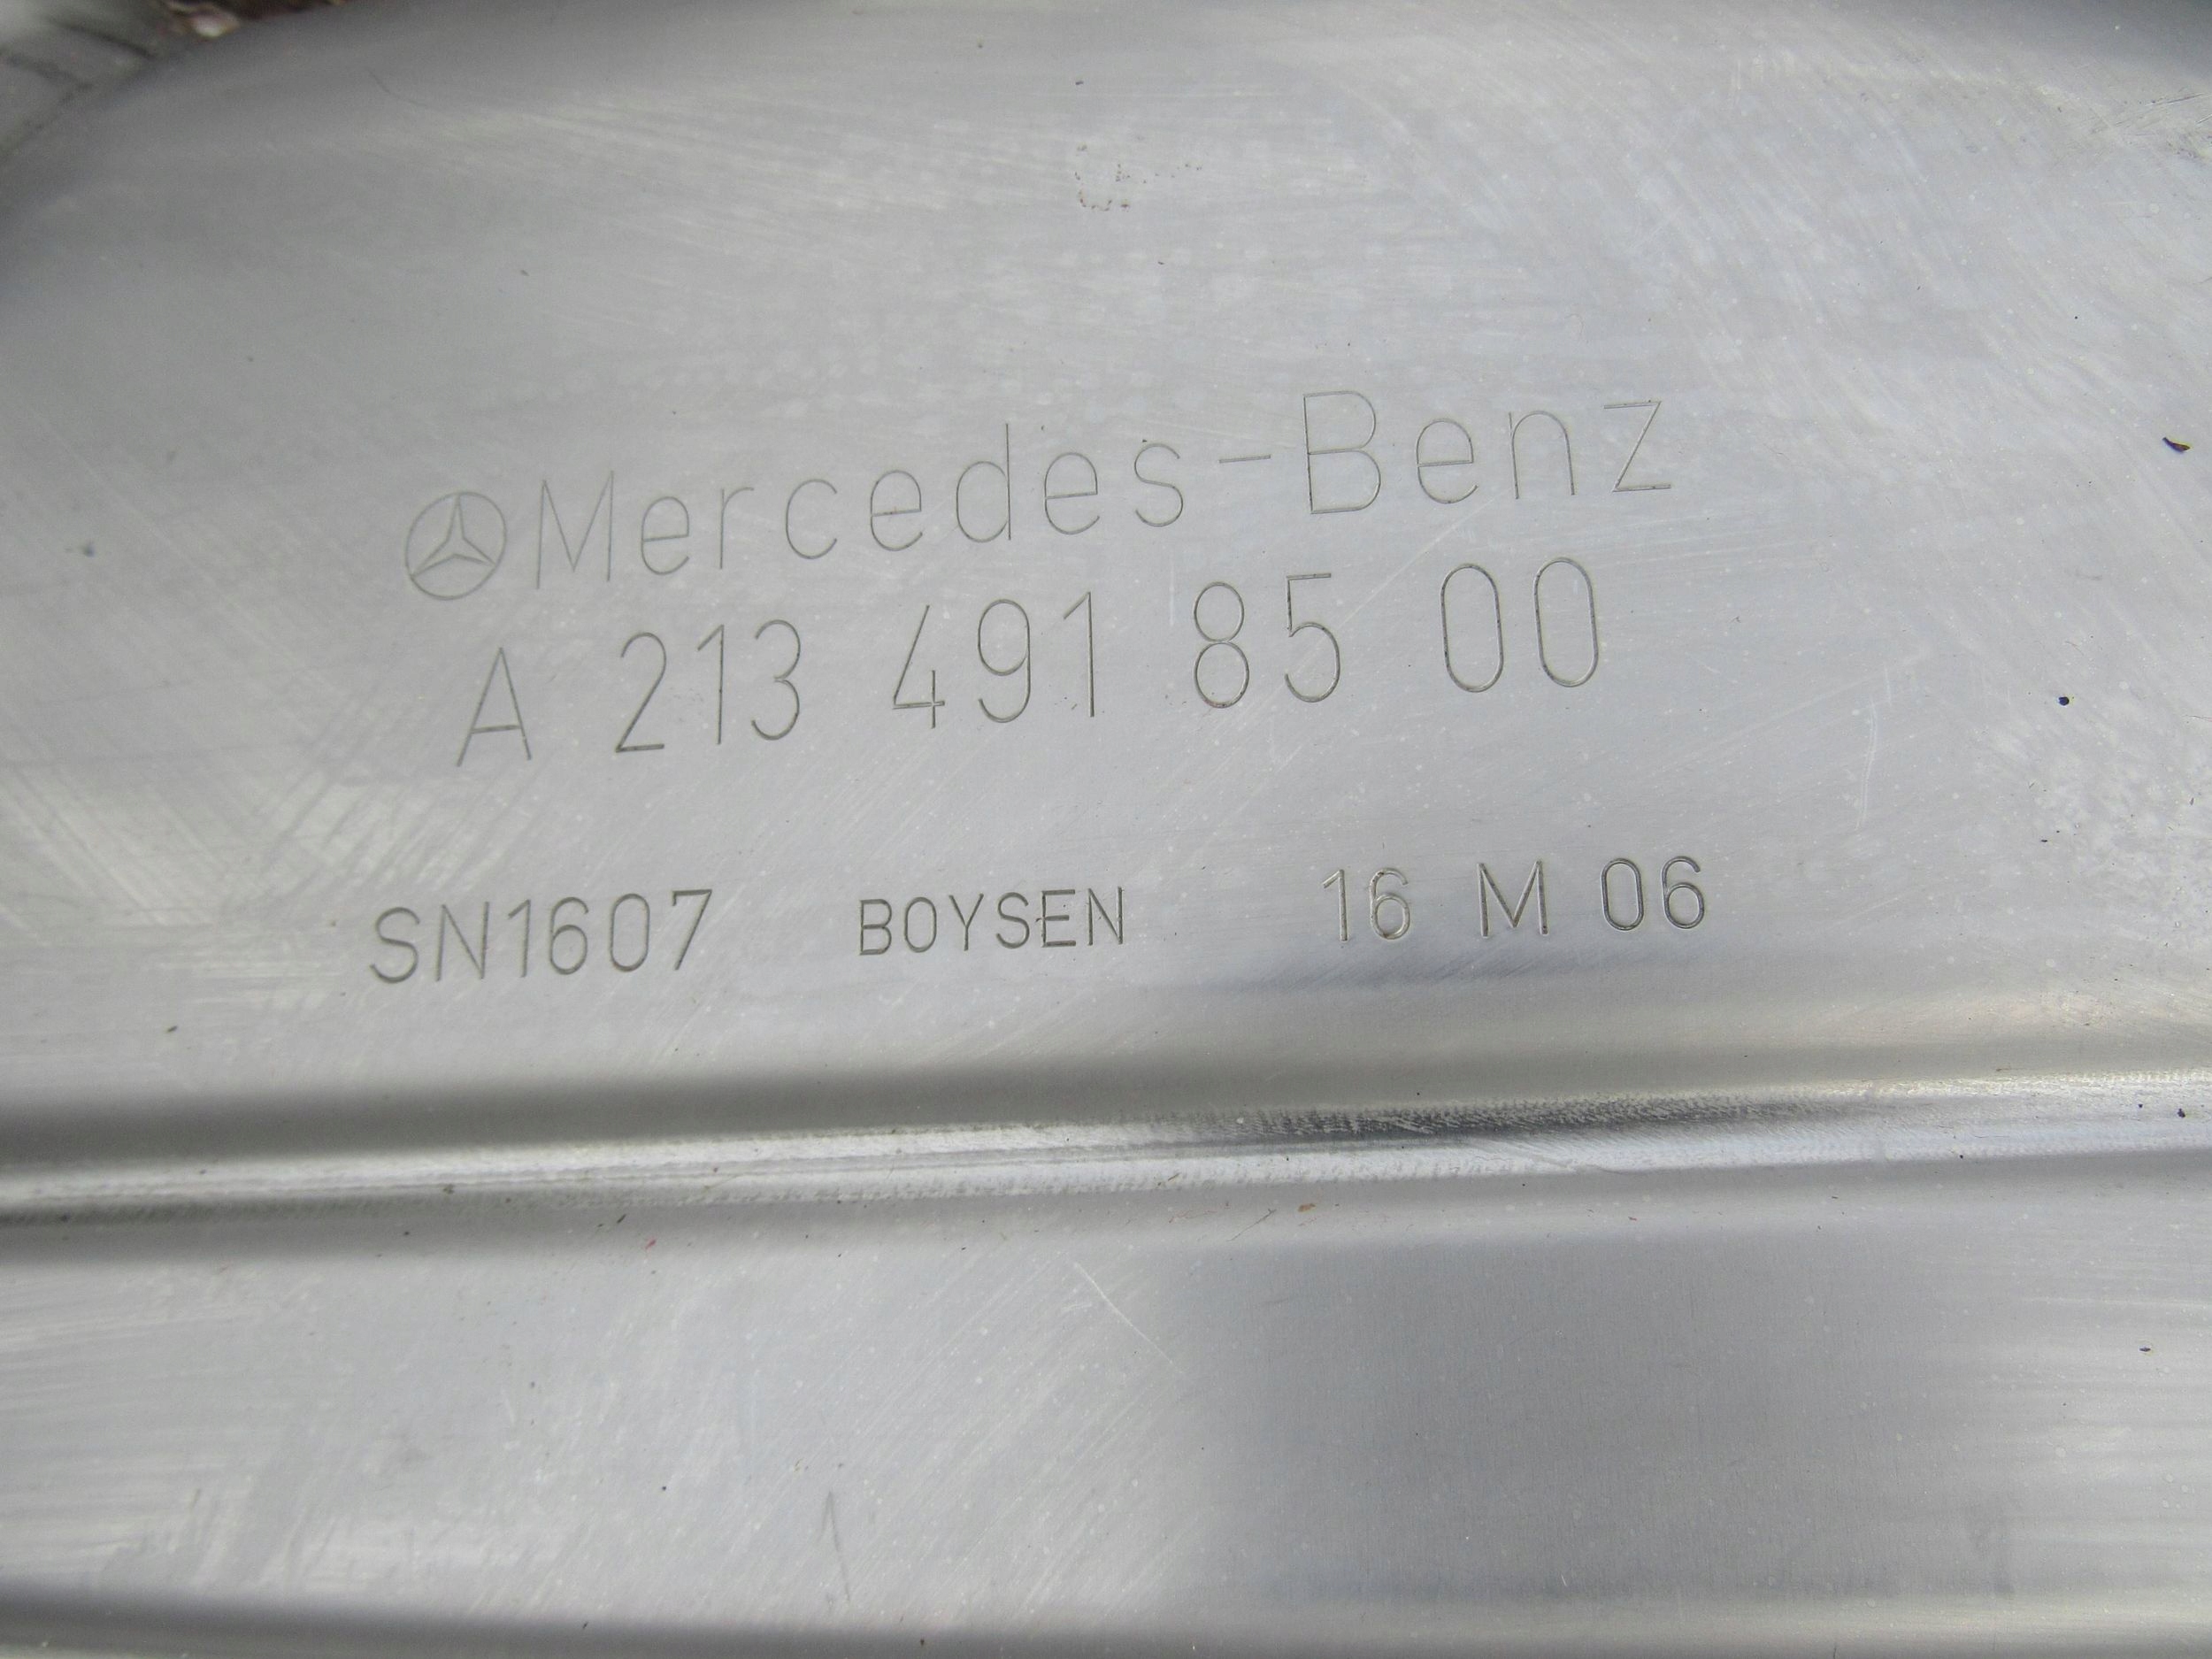 Mercedes-Benz
A 213 491 85 00
SN1607 BOYSEN 16 M 06